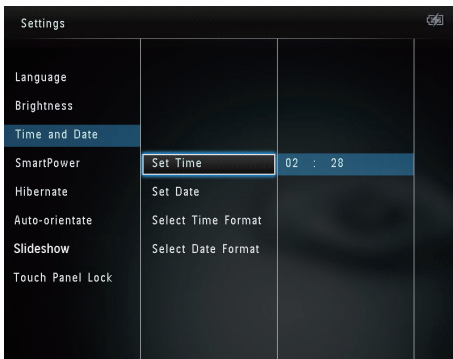 Settings
Language
Brightness
Time and Date
SmartPower
Set Time
02 : 28
Hibernate
Set Date
Auto-orientate
Select Time Format
Slideshow
Select Date Format
Touch Panel Lock